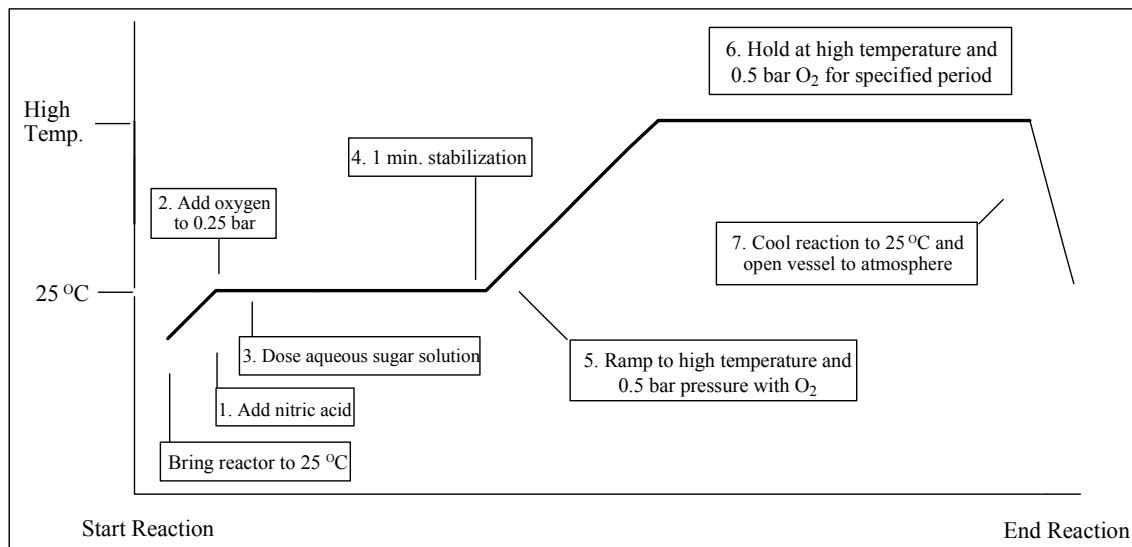 6. Hold at high temperature and
0.5 bar O₂ for specified period
High
Temp.
4. 1 min. stabilization
2. Add oxygen
to 0.25 bar
7. Cool reaction to 25 ᴼC and
open vessel to atmosphere
25 ᴼC
3. Dose aqueous sugar solution
5. Ramp to high temperature and
0.5 bar pressure with O₂
1. Add nitric acid
Bring reactor to 25 ᴼC
Start Reaction
End Reaction